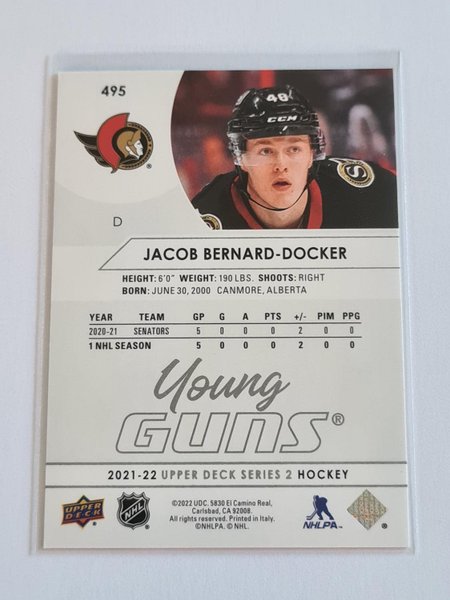 495
48
CCM
D
JACOB BERNARD-DOCKER
HEIGHT: 6'0" WEIGHT: 190 LBS. SHOOTS: RIGHT
BORN: JUNE 30, 2000 CANMORE, ALBERTA
YEAR TEAM GP G A PTS +/- PIM PPG
2020-21 SENATORS 5 0 0 0 2 0 0
1 NHL SEASON 5 0 0 0 2 0 0
Young
GUNS®
2021-22 UPPER DECK SERIES 2 HOCKEY
UPPER DECK
NHL
©2022 UDC. 5830 El Camino Real,
Carlsbad, CA 92008.
All rights reserved. Printed in Italy.
©NHLPA. © NHL.
NHLPA
®